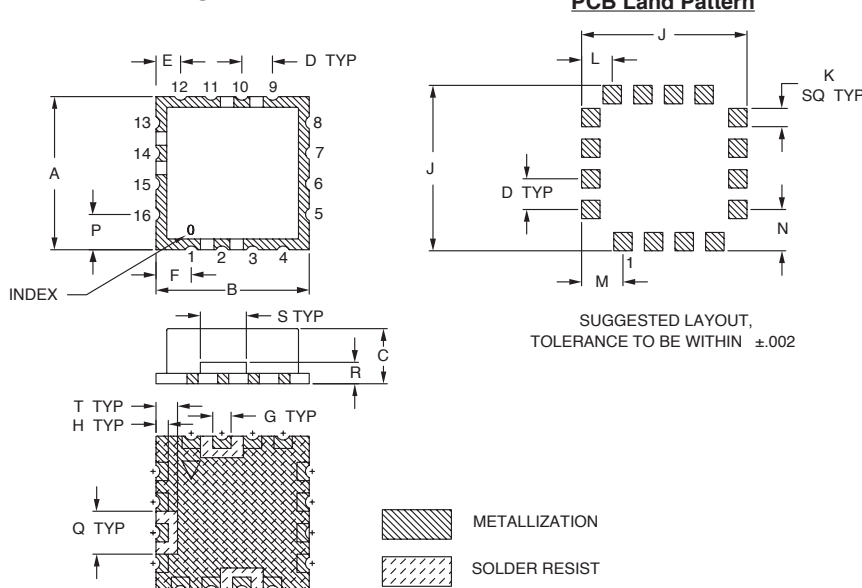 PCB Land Pattern
E
D TYP
12 11 10 9
13
14
15
16
8
7
6
5
A
P
0
1 2 3 4
F
B
INDEX
J
L
K
SQ TYP
J
D TYP
N
M
1
SUGGESTED LAYOUT,
TOLERANCE TO BE WITHIN ±.002
S TYP
C
R
T TYP
H TYP
G TYP
Q TYP
METALLIZATION
SOLDER RESIST